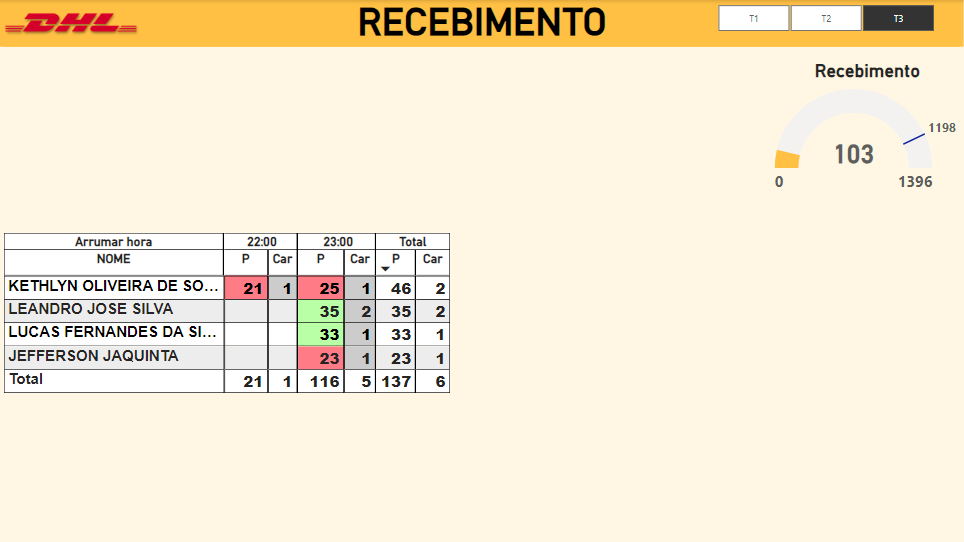 DHL RECEBIMENTO T1 T2 T3
Recebimento
1198
103
0 1396
Arrumar hora 22:00 23:00 Total
NOME P Car P Car P Car
KETHLYN OLIVEIRA DE SO... 21 1 25 1 46 2
LEANDRO JOSE SILVA 35 2 35 2
LUCAS FERNANDES DA SI... 33 1 33 1
JEFFERSON JAQUINTA 23 1 23 1
Total 21 1 116 5 137 6